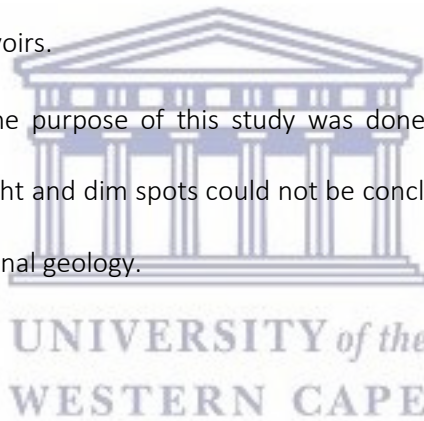 voirs.
ne purpose of this study was done
ht and dim spots could not be concl
nal geology.
UNIVERSITY of the
WESTERN CAPE